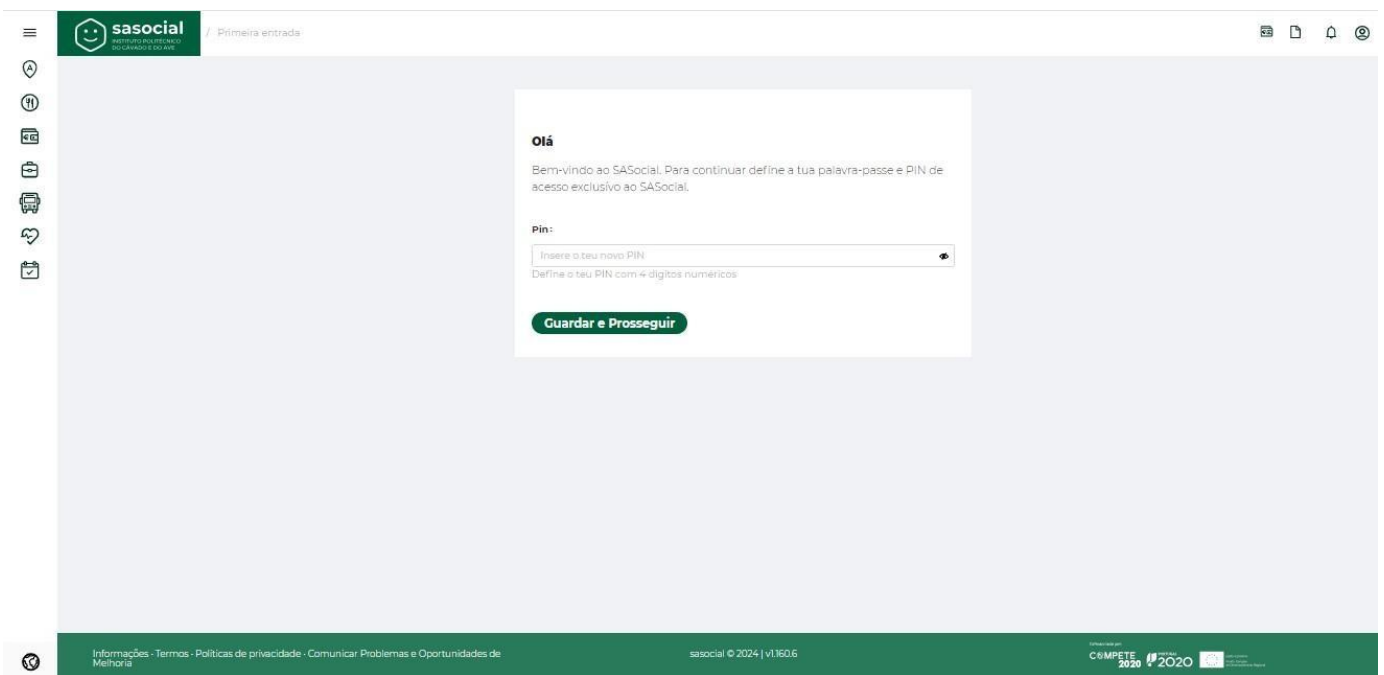 sasocial
INSTITUTO POLITÉCNICO
DO CÁVADO E DO AVE
/ Primeira entrada
Olá
Bem-vindo ao SASocial. Para continuar define a tua palavra-passe e PIN de
acesso exclusivo ao SASocial.
Pin:
Insere o teu novo PIN
Define o teu PIN com 4 dígitos numéricos
Guardar e Prosseguir
Informações - Termos - Políticas de privacidade - Comunicar Problemas e Oportunidades de
Melhoria
sasocial © 2024 | v1.160.6
COMPETE
2020
2020